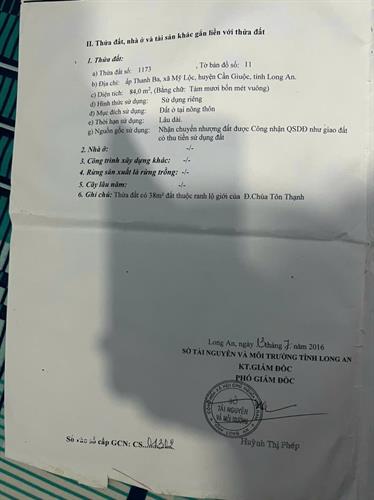 II. Thửa đất, nhà ở và tài sản khác gắn liền với thửa đất
1. Thửa đất:
a) Thửa đất số: 1173 , Tờ bản đồ số: 11
b) Địa chỉ: ấp Thanh Ba, xã Mỹ Lộc, huyện Cần Giuộc, tỉnh Long An.
c) Diện tích: 84,0 m², (Bằng chữ: Tám mươi bốn mét vuông)
d) Hình thức sử dụng: Sử dụng riêng
đ) Mục đích sử dụng: Đất ở tại nông thôn
e) Thời hạn sử dụng: Lâu dài.
g) Nguồn gốc sử dụng: Nhận chuyển nhượng đất được Công nhận QSDĐ như giao đất
có thu tiền sử dụng đất
2. Nhà ở: -/-
3. Công trình xây dựng khác: -/-
4. Rừng sản xuất là rừng trồng: -/-
5. Cây lâu năm: -/-
6. Ghi chú: Thửa đất có 38m² đất thuộc ranh lộ giới của Đ.Chùa Tôn Thạnh
Long An, ngày tháng 7 năm 2016
SỞ TÀI NGUYÊN VÀ MÔI TRƯỜNG TỈNH LONG AN
KT.GIÁM ĐỐC
PHÓ GIÁM ĐỐC
SỞ
TÀI NGUYÊN
VÀ MÔI TRƯỜNG
Huỳnh Thị Phép
Số vào sổ cấp GCN: CS